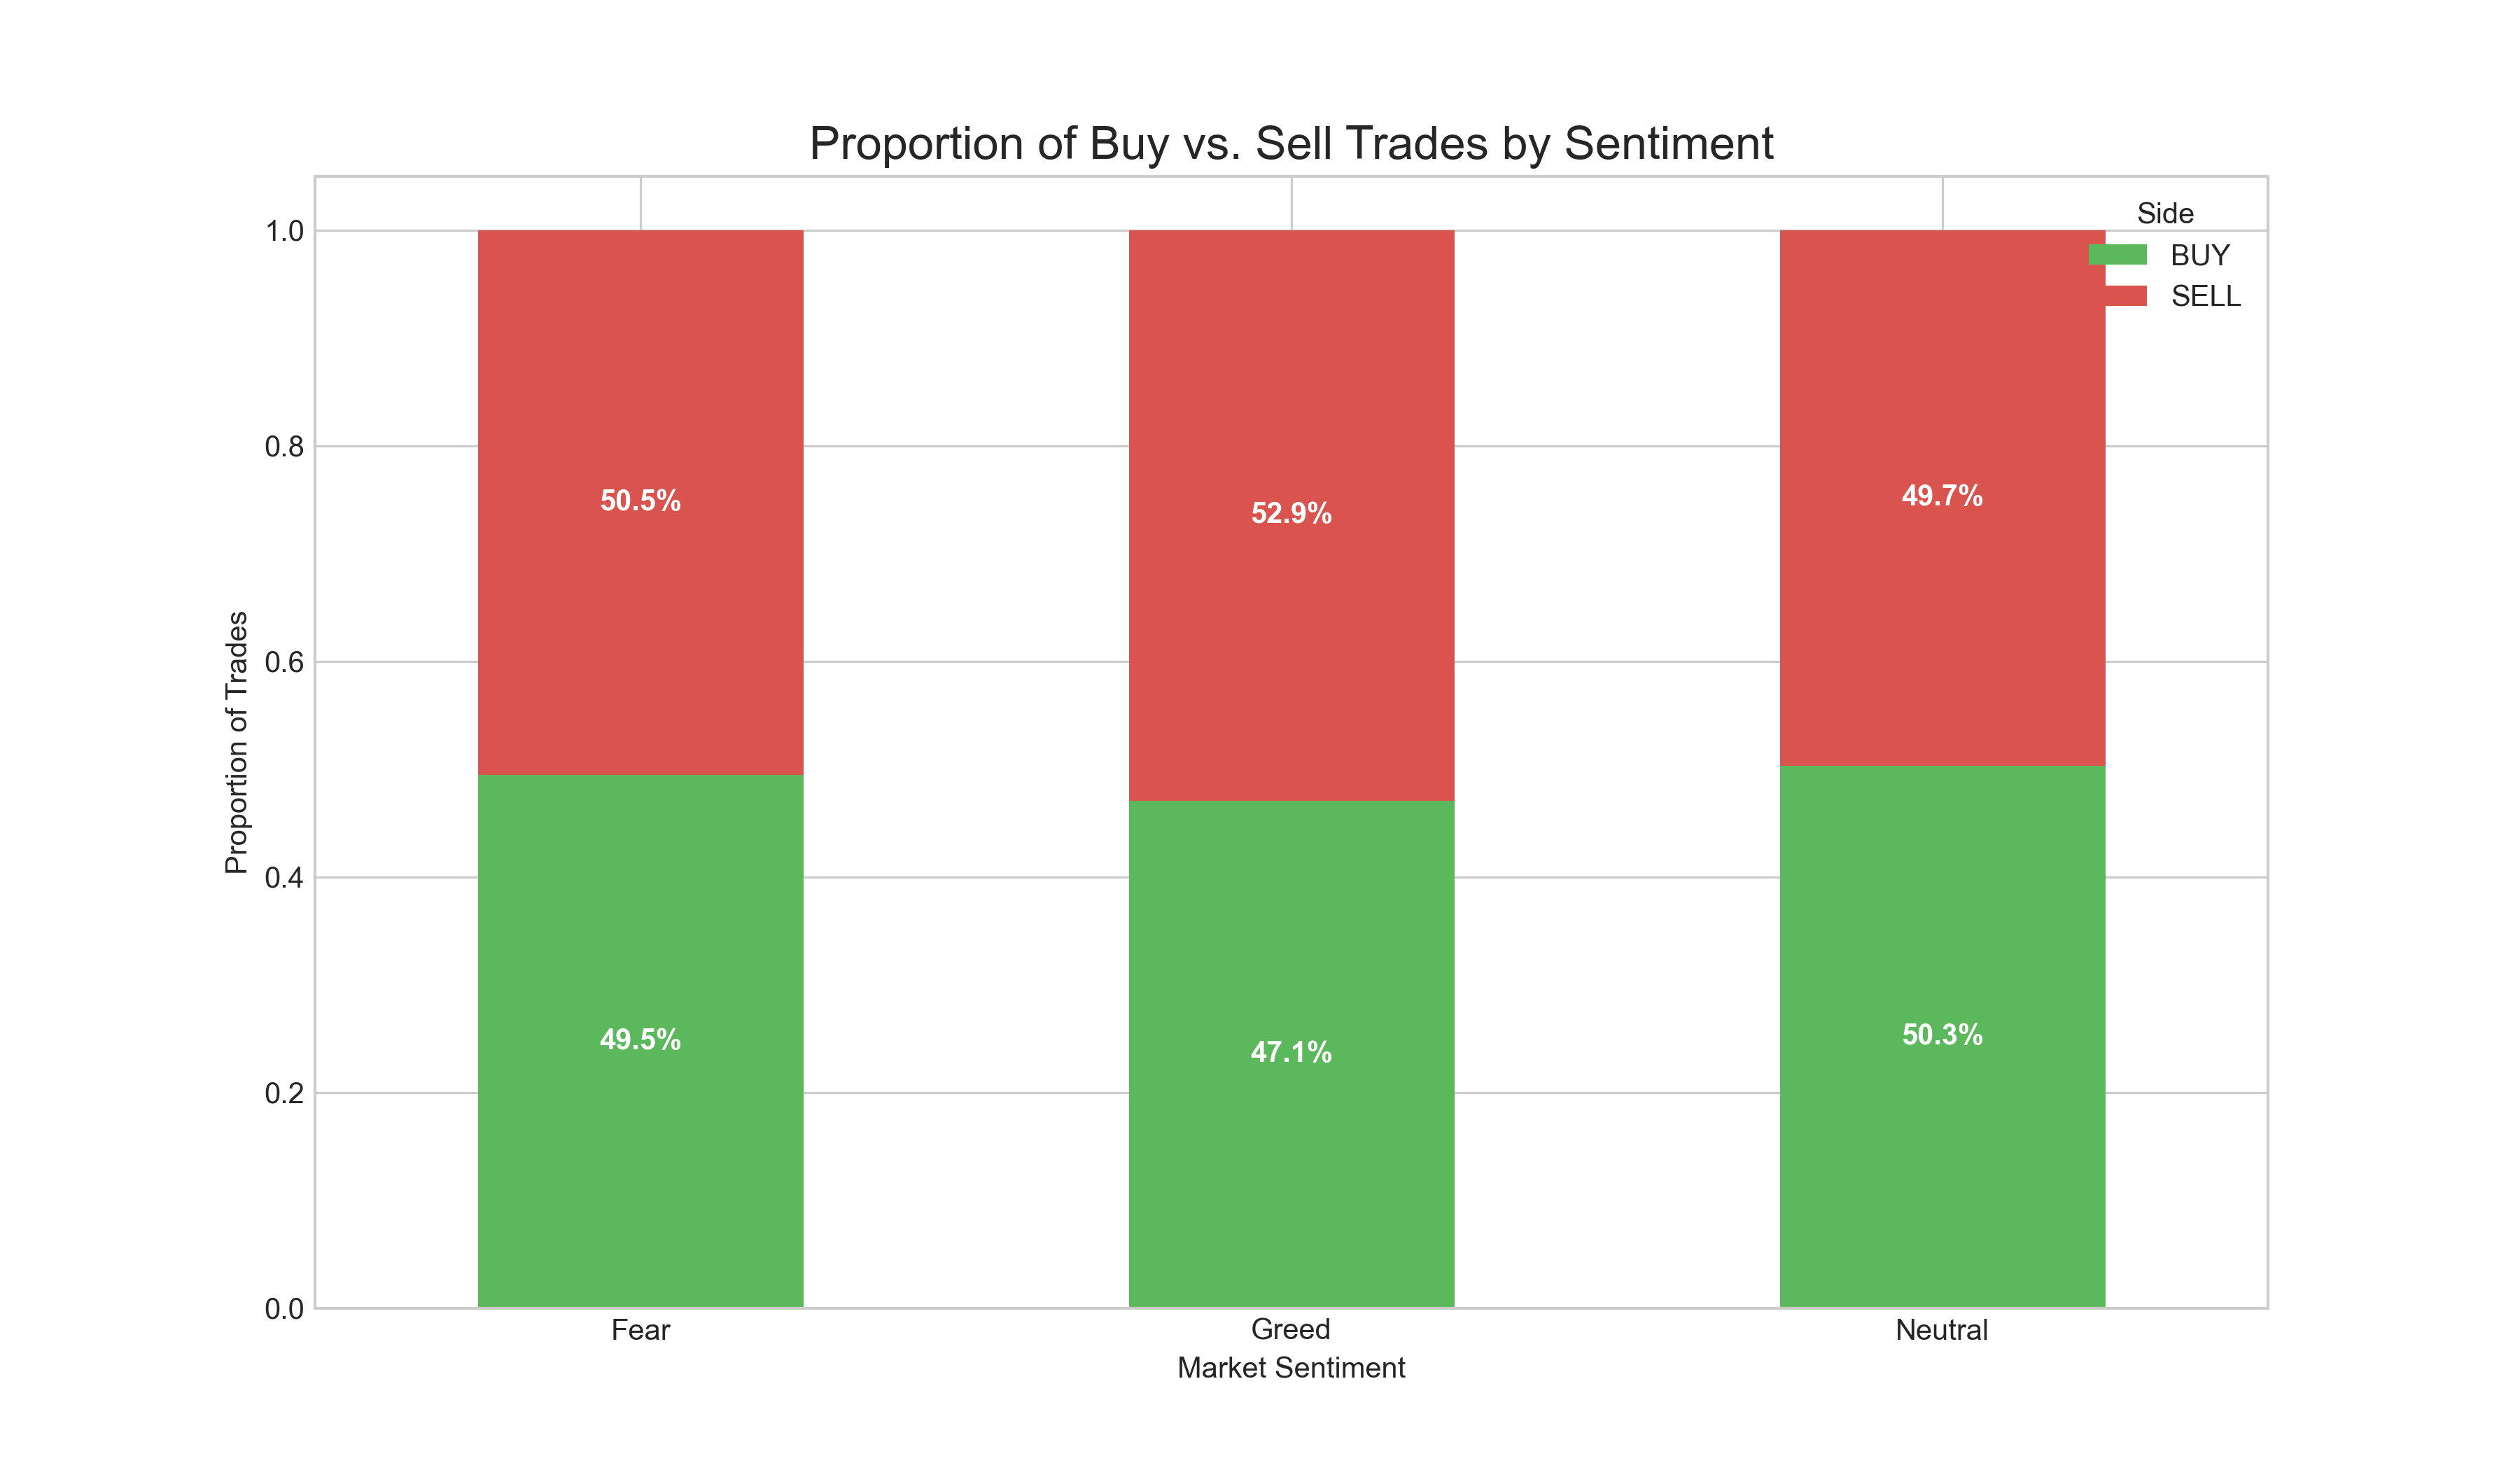 Proportion of Buy vs. Sell Trades by Sentiment
Side
BUY
SELL
1.0
0.8
0.6
0.4
0.2
0.0
Proportion of Trades
50.5%
52.9%
49.7%
49.5%
47.1%
50.3%
Fear
Greed
Neutral
Market Sentiment